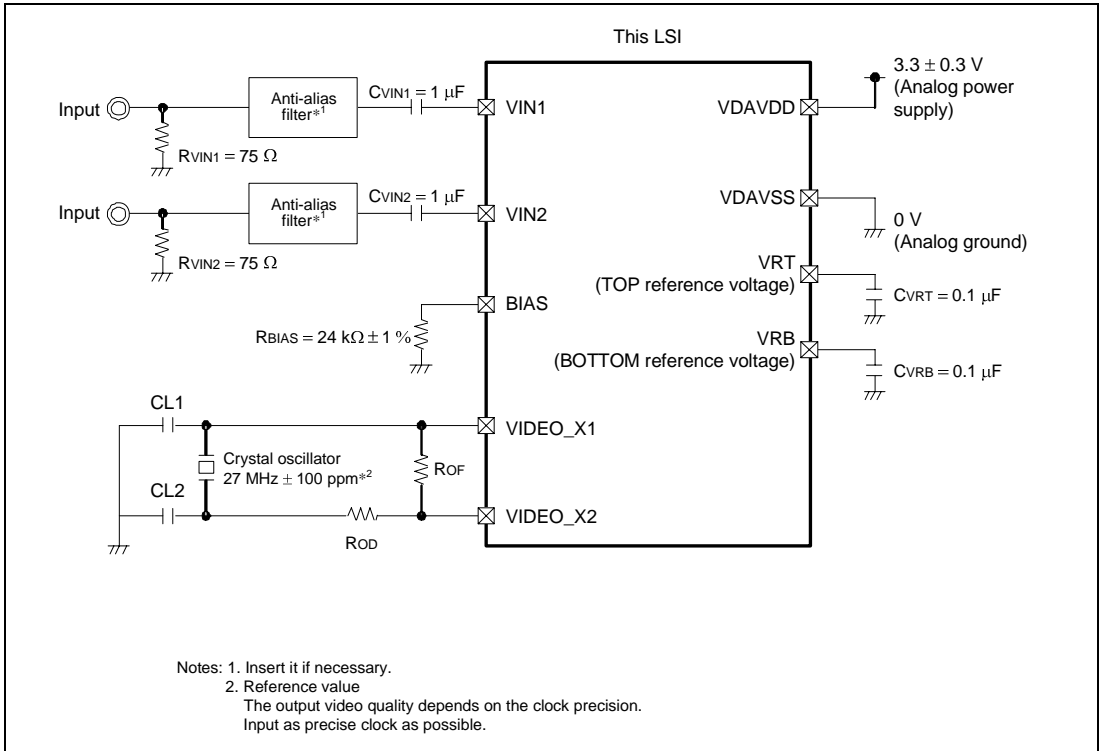 This LSI
Input
Anti-alias
filter*1
CVIN1 = 1 μF
VIN1
RVIN1 = 75 Ω
VDAVDD
3.3 ± 0.3 V
(Analog power
supply)
Input
Anti-alias
filter*1
CVIN2 = 1 μF
VIN2
RVIN2 = 75 Ω
VDAVSS
0 V
(Analog ground)
VRT
(TOP reference voltage)
CVRT = 0.1 μF
BIAS
RBIAS = 24 kΩ ± 1 %
VRB
(BOTTOM reference voltage)
CVRB = 0.1 μF
CL1
VIDEO_X1
Crystal oscillator
27 MHz ± 100 ppm*2
ROF
CL2
VIDEO_X2
ROD
Notes: 1. Insert it if necessary.
2. Reference value
The output video quality depends on the clock precision.
Input as precise clock as possible.